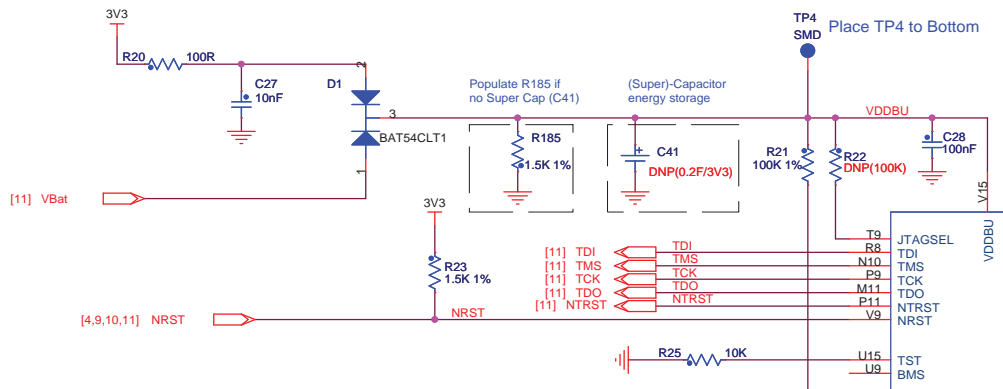 3V3
R20 100R
C27
10nF
2
D1
3
BAT54CLT1
1
[11] VBat
TP4
SMD
Place TP4 to Bottom
Populate R185 if
no Super Cap (C41)
(Super)-Capacitor
energy storage
VDDBU
R185
1.5K 1%
C41
DNP(0.2F/3V3)
R21
100K 1%
R22
DNP(100K)
C28
100nF
V15
VDDBU
3V3
R23
1.5K 1%
T9 JTAGSEL
[11] TDI TDI R8 TDI
[11] TMS TMS N10 TMS
[11] TCK TCK P9 TCK
[11] TDO TDO M11 TDO
[11] NTRST NTRST P11 NTRST
[4,9,10,11] NRST NRST V9 NRST
R25 10K U15 TST
U9 BMS